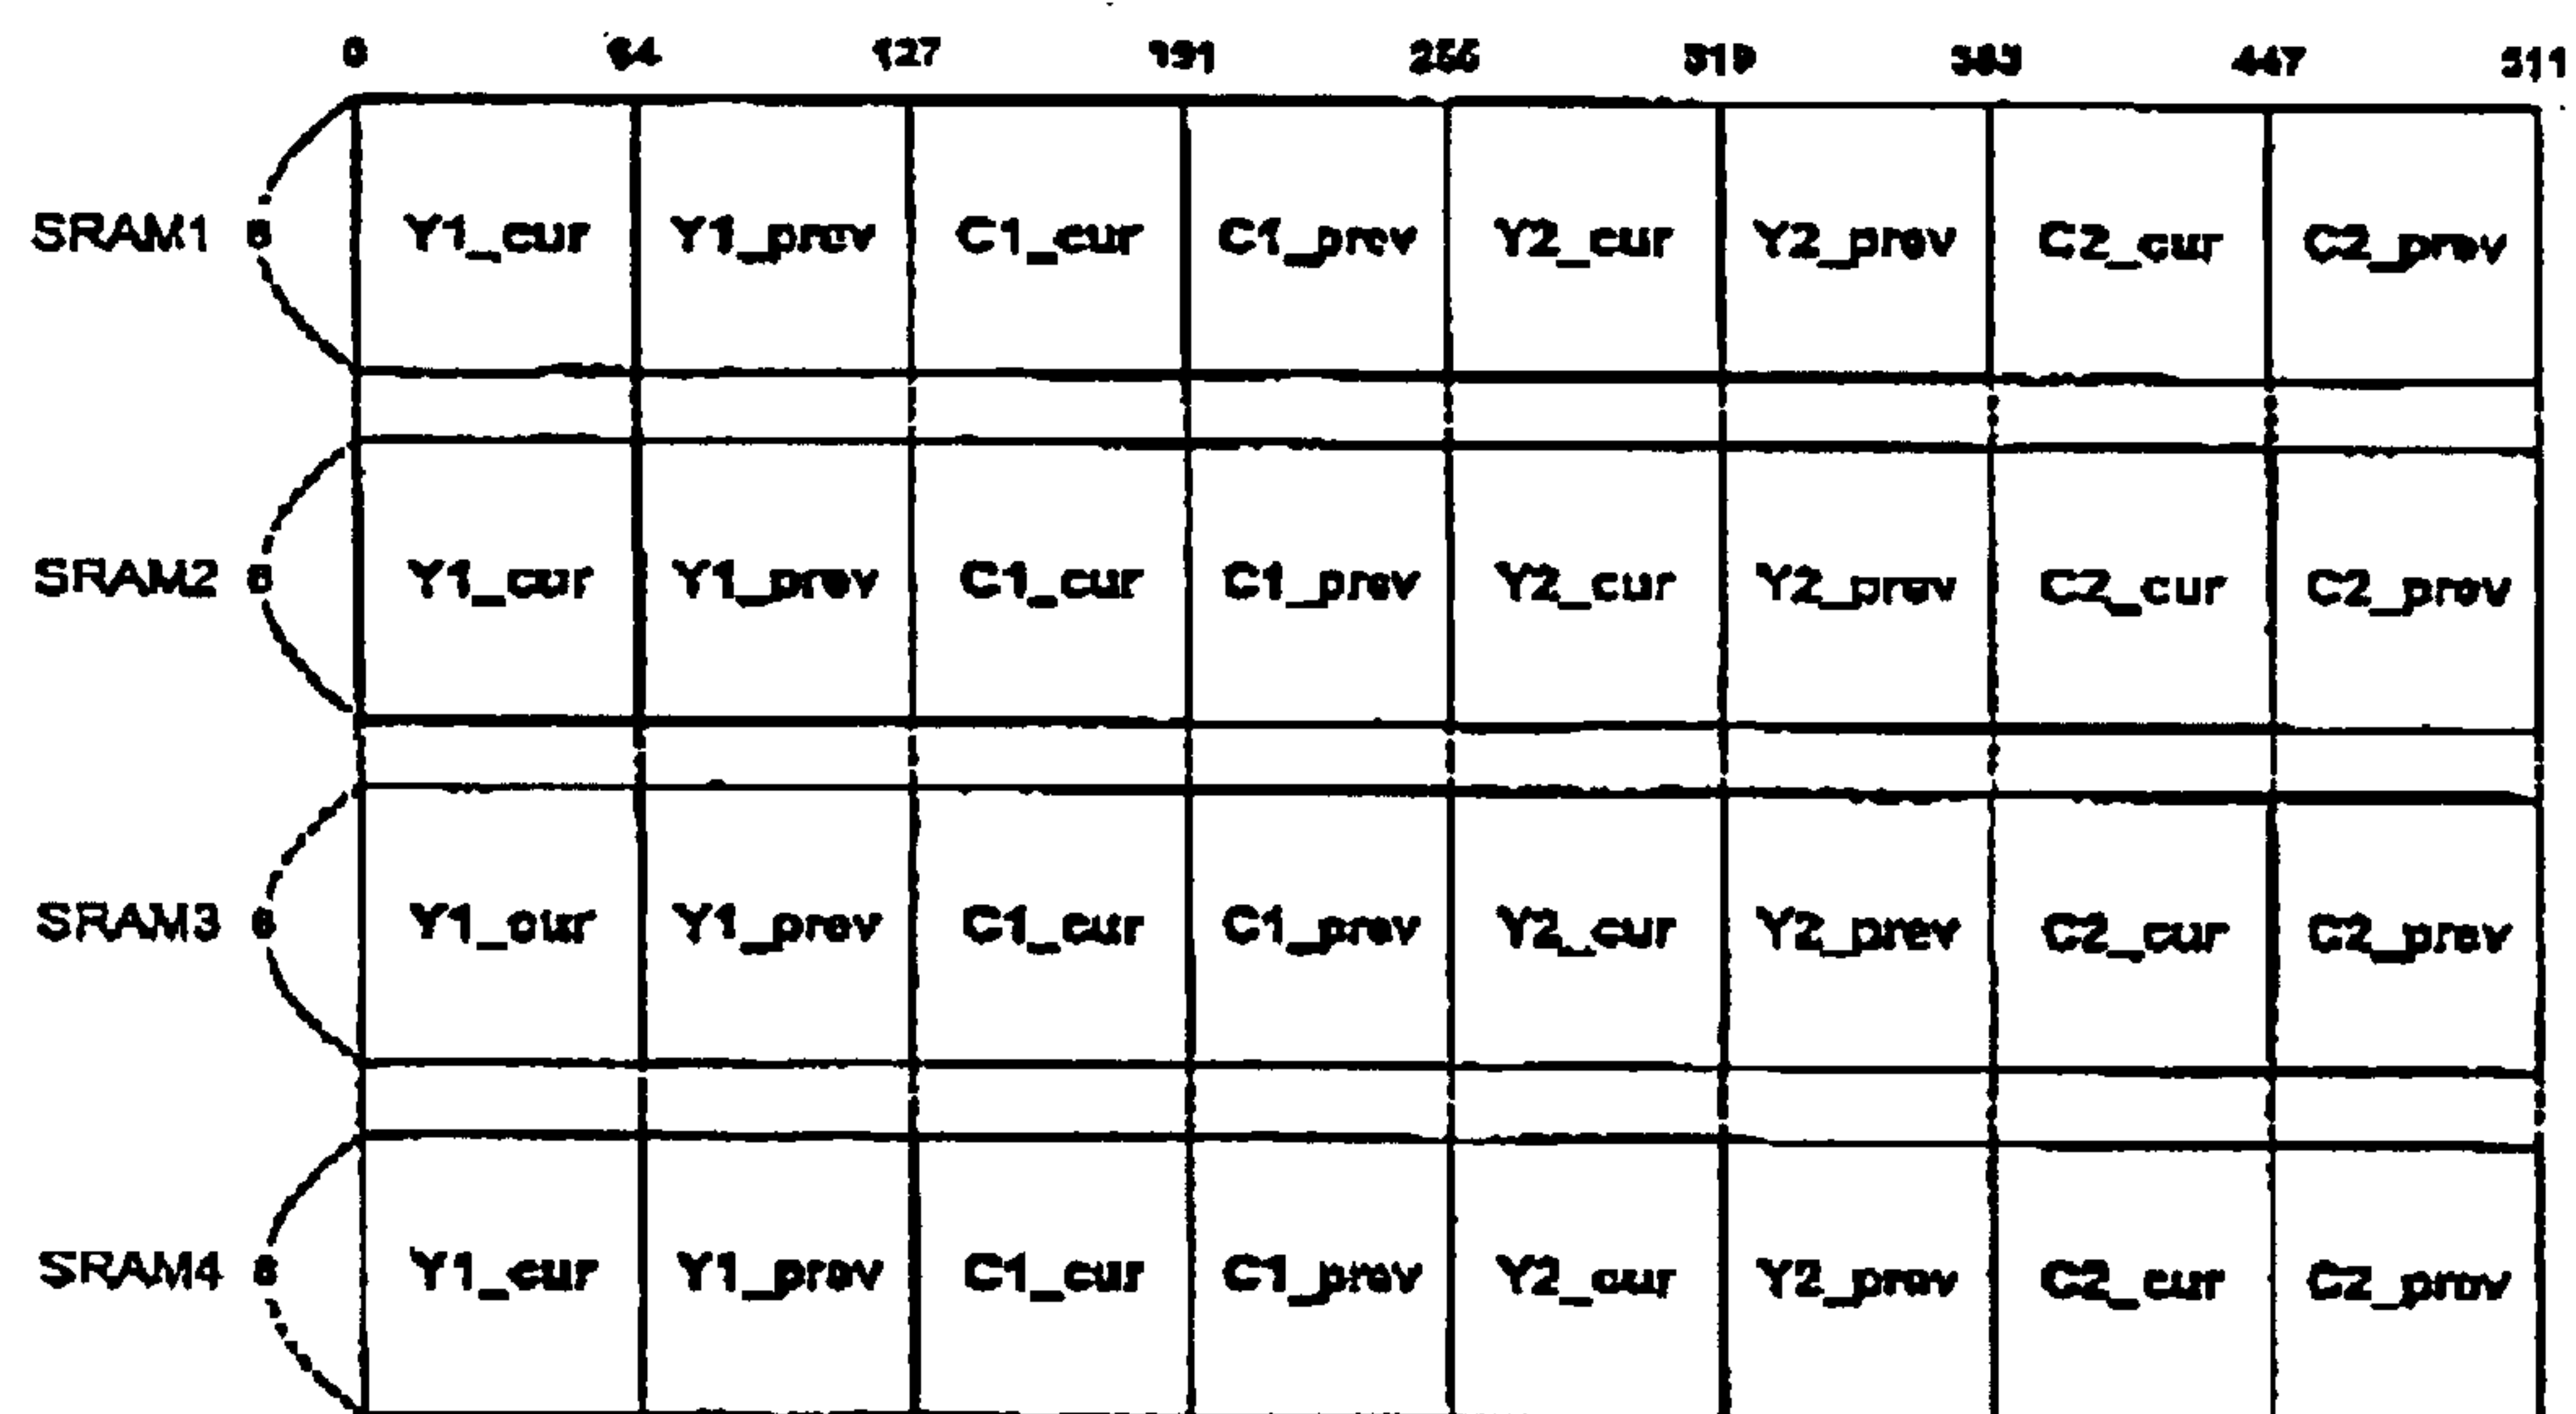 0 64 127 191 255 319 383 447 511
SRAM1 8 Y1_cur Y1_prev C1_cur C1_prev Y2_cur Y2_prev C2_cur C2_prev
SRAM2 8 Y1_cur Y1_prev C1_cur C1_prev Y2_cur Y2_prev C2_cur C2_prev
SRAM3 8 Y1_cur Y1_prev C1_cur C1_prev Y2_cur Y2_prev C2_cur C2_prev
SRAM4 8 Y1_cur Y1_prev C1_cur C1_prev Y2_cur Y2_prev C2_cur C2_prev